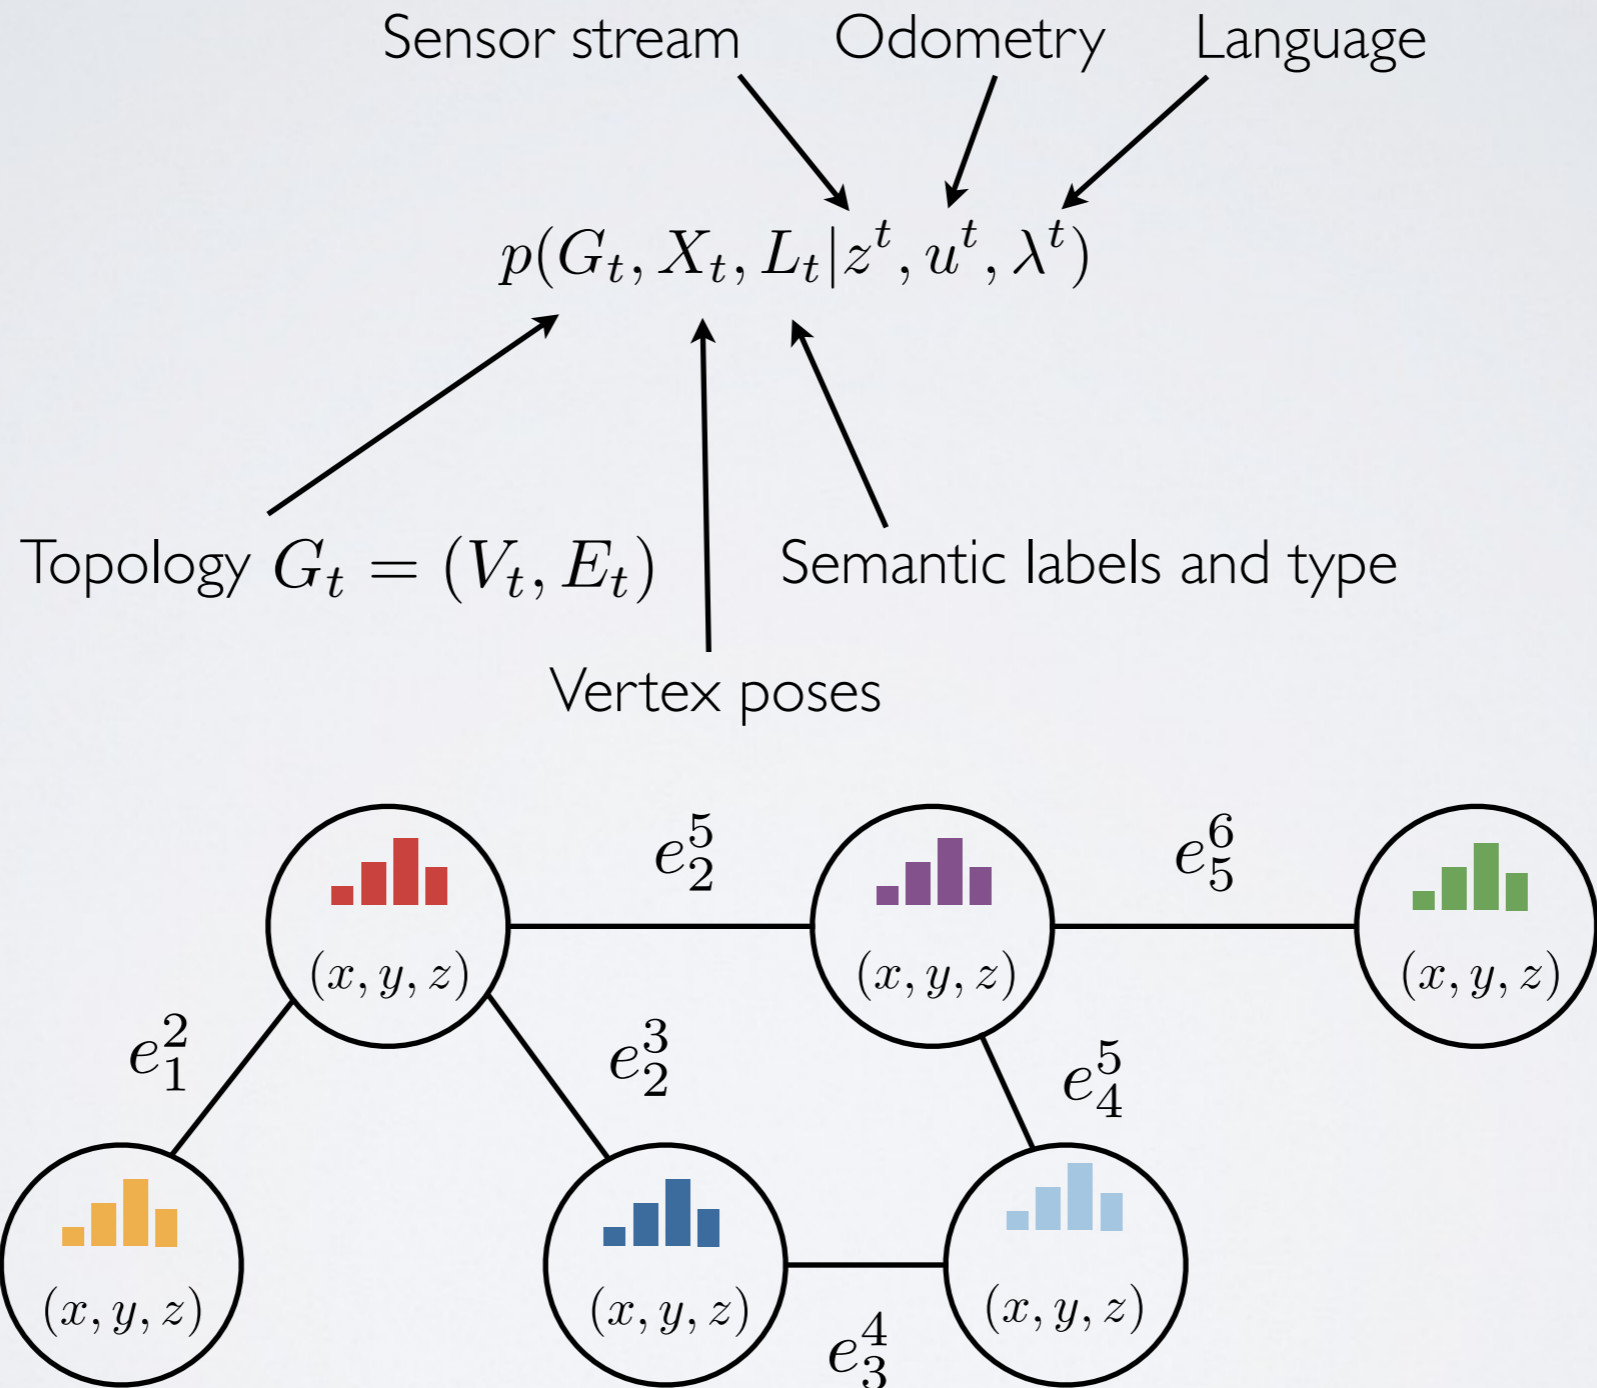 Sensor stream Odometry Language
p(G_t, X_t, L_t|z^t, u^t, λ^t)
Topology G_t = (V_t, E_t) Semantic labels and type
Vertex poses
e_2^5 e_5^6
(x, y, z) (x, y, z) (x, y, z)
e_1^2 e_2^3 e_4^5
(x, y, z) (x, y, z) (x, y, z)
e_3^4